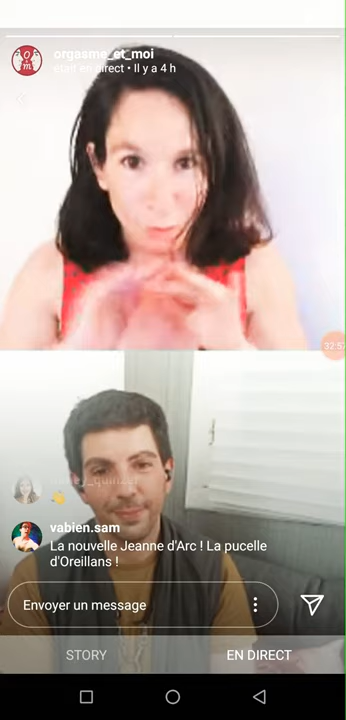 orgasme_et_moi
était en direct • Il y a 4 h
32:57
vabien.sam
La nouvelle Jeanne d'Arc ! La pucelle
d'Oreillans !
Envoyer un message
STORY
EN DIRECT